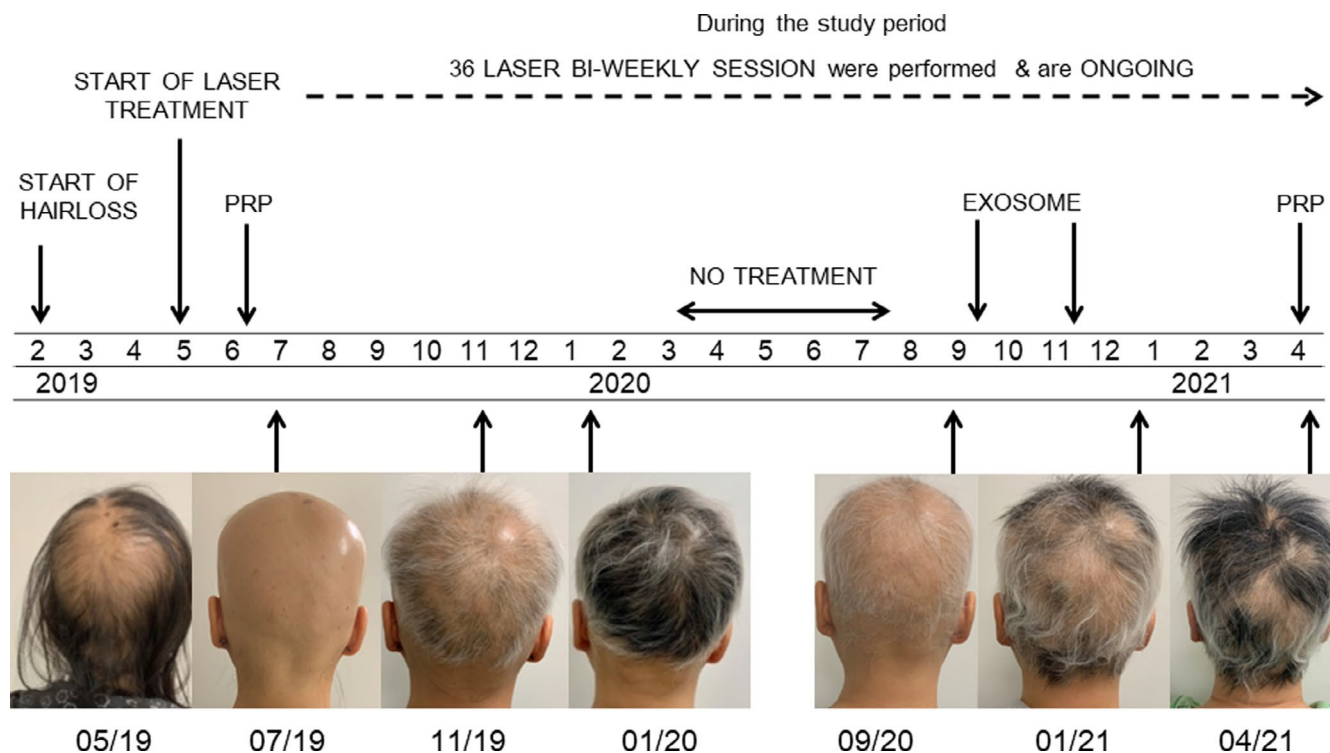 During the study period
36 LASER BI-WEEKLY SESSION were performed & are ONGOING
START OF LASER
TREATMENT
START OF
HAIRLOSS
PRP
EXOSOME
PRP
NO TREATMENT
2 3 4 5 6 7 8 9 10 11 12 1 2 3 4 5 6 7 8 9 10 11 12 1 2 3 4
2019 2020 2021
05/19 07/19 11/19 01/20 09/20 01/21 04/21